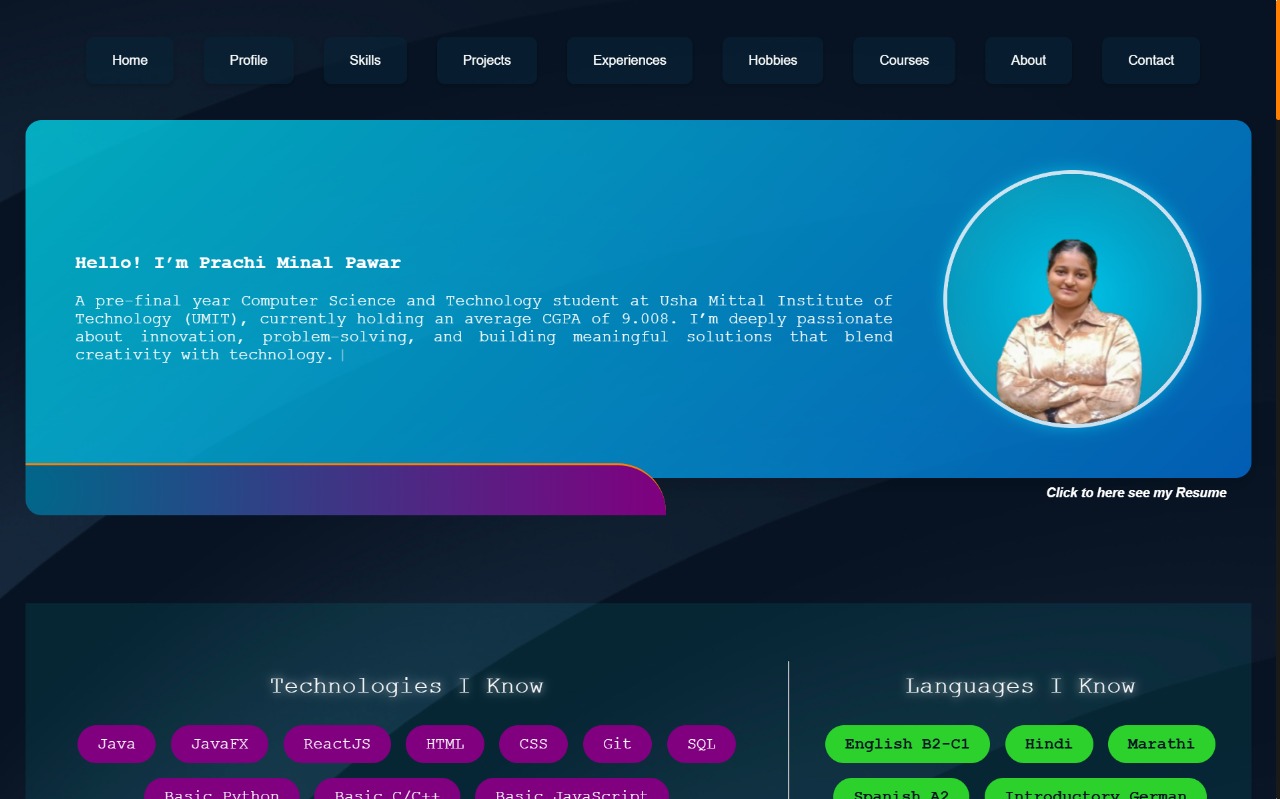 Home Profile Skills Projects Experiences Hobbies Courses About Contact
Hello! I’m Prachi Minal Pawar
A pre-final year Computer Science and Technology student at Usha Mittal Institute of
Technology (UMIT), currently holding an average CGPA of 9.008. I’m deeply passionate
about innovation, problem-solving, and building meaningful solutions that blend
creativity with technology.|
Click to here see my Resume
Technologies I Know
Java JavaFX ReactJS HTML CSS Git SQL
Basic Python Basic C/C++ Basic JavaScript
Languages I Know
English B2-C1 Hindi Marathi
Spanish A2 Introductory German